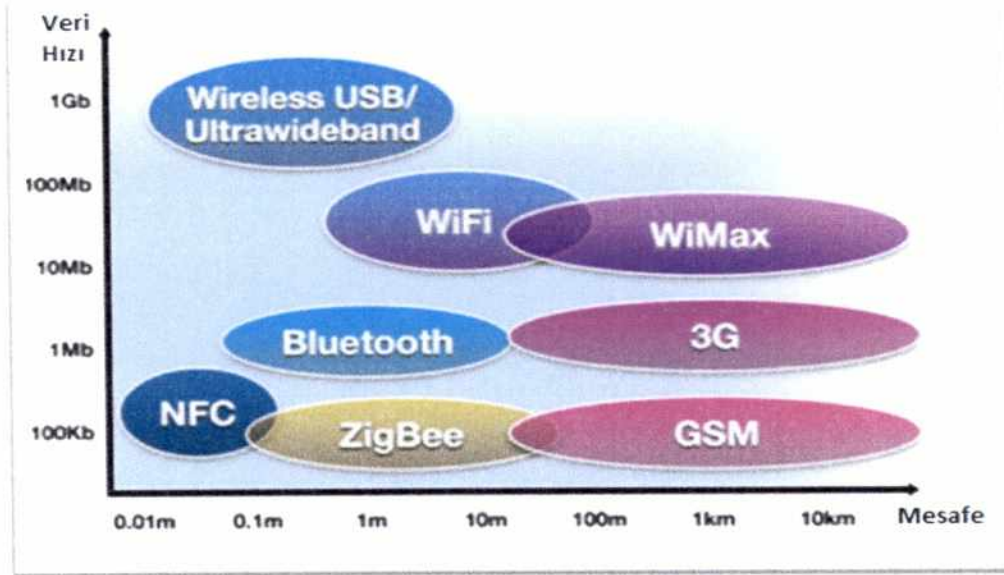 Veri
Hızı
1Gb
Wireless USB/
Ultrawideband
100Mb
WiFi
WiMax
10Mb
Bluetooth
3G
1Mb
NFC
ZigBee
GSM
100Kb
0.01m 0.1m 1m 10m 100m 1km 10km Mesafe